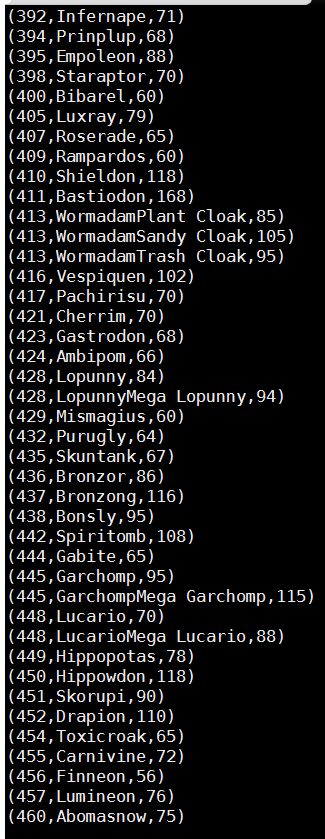 (392,Infernape,71)
(394,Prinplup,68)
(395,Empoleon,88)
(398,Staraptor,70)
(400,Bibarel,60)
(405,Luxray,79)
(407,Roserade,65)
(409,Rampardos,60)
(410,Shieldon,118)
(411,Bastiodon,168)
(413,WormadamPlant Cloak,85)
(413,WormadamSandy Cloak,105)
(413,WormadamTrash Cloak,95)
(416,Vespiquen,102)
(417,Pachirisu,70)
(421,Cherrim,70)
(423,Gastrodon,68)
(424,Ambipom,66)
(428,Lopunny,84)
(428,LopunnyMega Lopunny,94)
(429,Mismagius,60)
(432,Purugly,64)
(435,Skuntank,67)
(436,Bronzor,86)
(437,Bronzong,116)
(438,Bonsly,95)
(442,Spiritomb,108)
(444,Gabite,65)
(445,Garchomp,95)
(445,GarchompMega Garchomp,115)
(448,Lucario,70)
(448,LucarioMega Lucario,88)
(449,Hippopotas,78)
(450,Hippowdon,118)
(451,Skorupi,90)
(452,Drapion,110)
(454,Toxicroak,65)
(455,Carnivine,72)
(456,Finneon,56)
(457,Lumineon,76)
(460,Abomasnow,75)